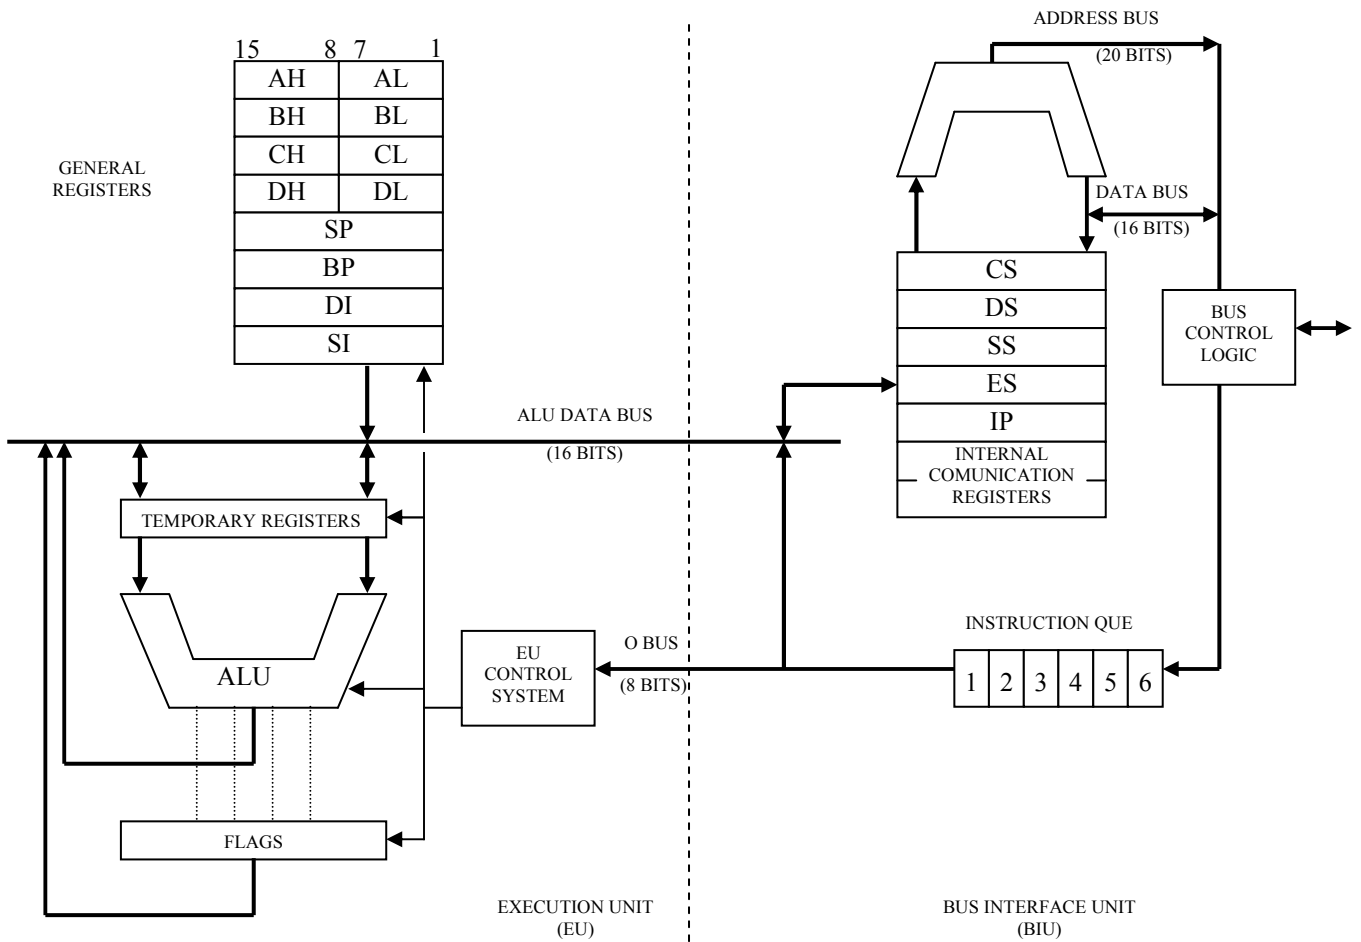 ADDRESS BUS
(20 BITS)
15 8 7 1
AH AL
BH BL
CH CL
DH DL
SP
BP
DI
SI
GENERAL
REGISTERS
DATA BUS
(16 BITS)
CS
DS
SS
ES
IP
INTERNAL
COMUNICATION
REGISTERS
BUS
CONTROL
LOGIC
ALU DATA BUS
(16 BITS)
TEMPORARY REGISTERS
ALU
EU
CONTROL
SYSTEM
O BUS
(8 BITS)
INSTRUCTION QUE
1 2 3 4 5 6
FLAGS
EXECUTION UNIT
(EU)
BUS INTERFACE UNIT
(BIU)